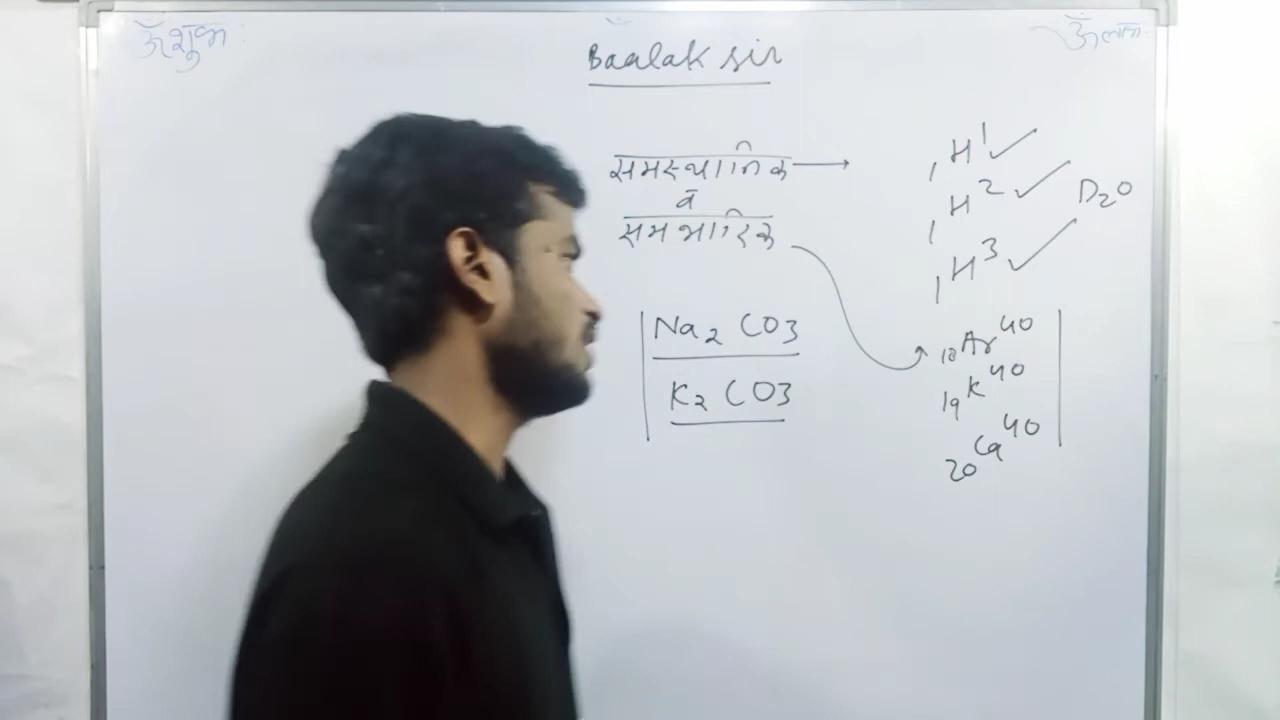 ॐ शुभ:
ॐ लाभ:
Baalak sir
समस्थानिक → ₁H¹ ✓
₁H² ✓ D₂O
₁H³ ✓
वं
समभारिक
Na₂CO₃
K₂CO₃
₁₈Ar⁴⁰
₁₉K⁴⁰
₂₀Ca⁴⁰